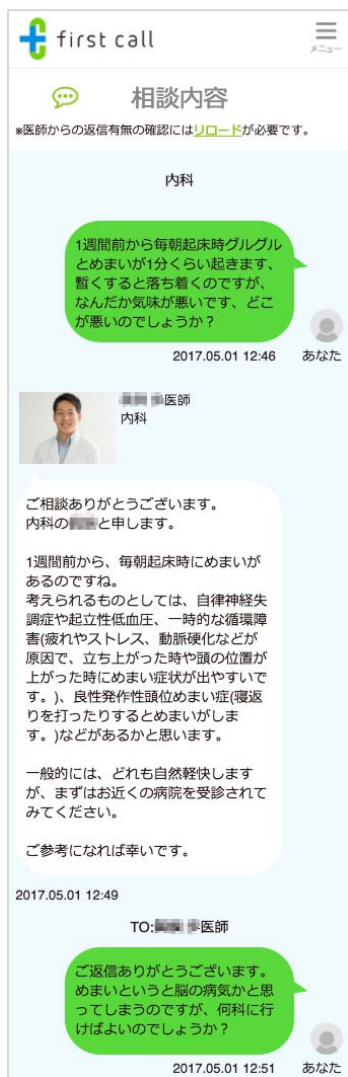 first call
メニュー
相談内容
※医師からの返信有無の確認にはリロードが必要です。
内科
1週間前から毎朝起床時グルグル
とめまいが1分くらい起きます、
暫くすると落ち着くのですが、
なんだか気味が悪いです、どこ
が悪いのでしょうか？
2017.05.01 12:46
あなた
医師
内科
ご相談ありがとうございます。
内科の と申します。
1週間前から、毎朝起床時にめまいが
あるのですね。
考えられるものとしては、自律神経失
調症や起立性低血圧、一時的な循環障
害(疲れやストレス、動脈硬化などが
原因で、立ち上がった時や頭の位置が
上がった時にめまい症状が出やすいで
す。)、良性発作性頭位めまい症(寝返
りを打ったりするとめまいがしま
す。)などがあるかと思います。
一般的には、どれも自然軽快します
が、まずはお近くの病院を受診されて
みてください。
ご参考になれば幸いです。
2017.05.01 12:49
TO: 医師
ご返信ありがとうございます。
めまいというと脳の病気かと思
ってしまうのですが、何科に行
けばよいのでしょうか？
2017.05.01 12:51
あなた